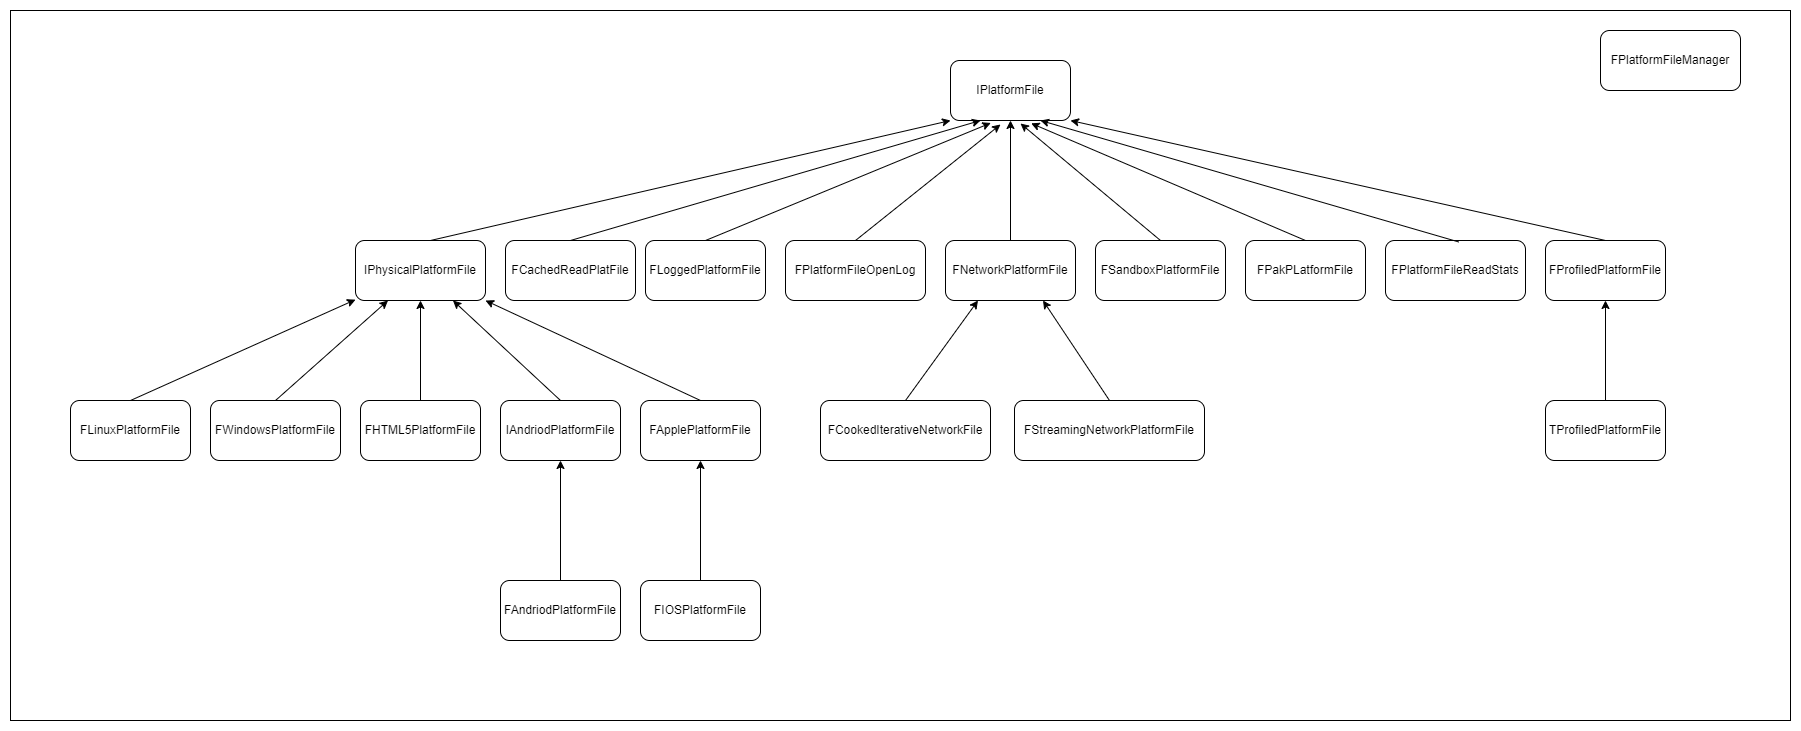 FPlatformFileManager
IPlatformFile
IPhysicalPlatformFile
FCachedReadPlatFile
FLoggedPlatformFile
FPlatformFileOpenLog
FNetworkPlatformFile
FSandboxPlatformFile
FPakPLatformFile
FPlatformFileReadStats
FProfiledPlatformFile
FLinuxPlatformFile
FWindowsPlatformFile
FHTML5PlatformFile
IAndriodPlatformFile
FApplePlatformFile
FCookedIterativeNetworkFile
FStreamingNetworkPlatformFile
TProfiledPlatformFile
FAndriodPlatformFile
FIOSPlatformFile